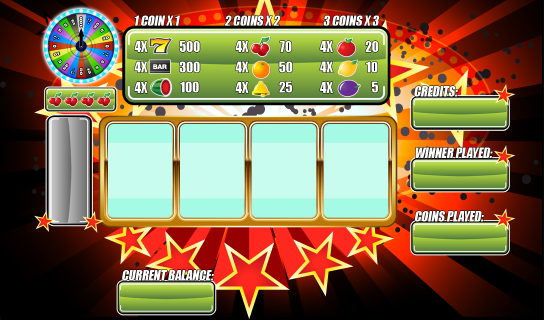 1 COIN X 1 2 COINS X 2 3 COINS X 3
4X 7 500 4X 70 4X 20
4X BAR 300 4X 50 4X 10
4X 100 4X 25 4X 5
CREDITS:
WINNER PLAYED:
COINS PLAYED:
CURRENT BALANCE: